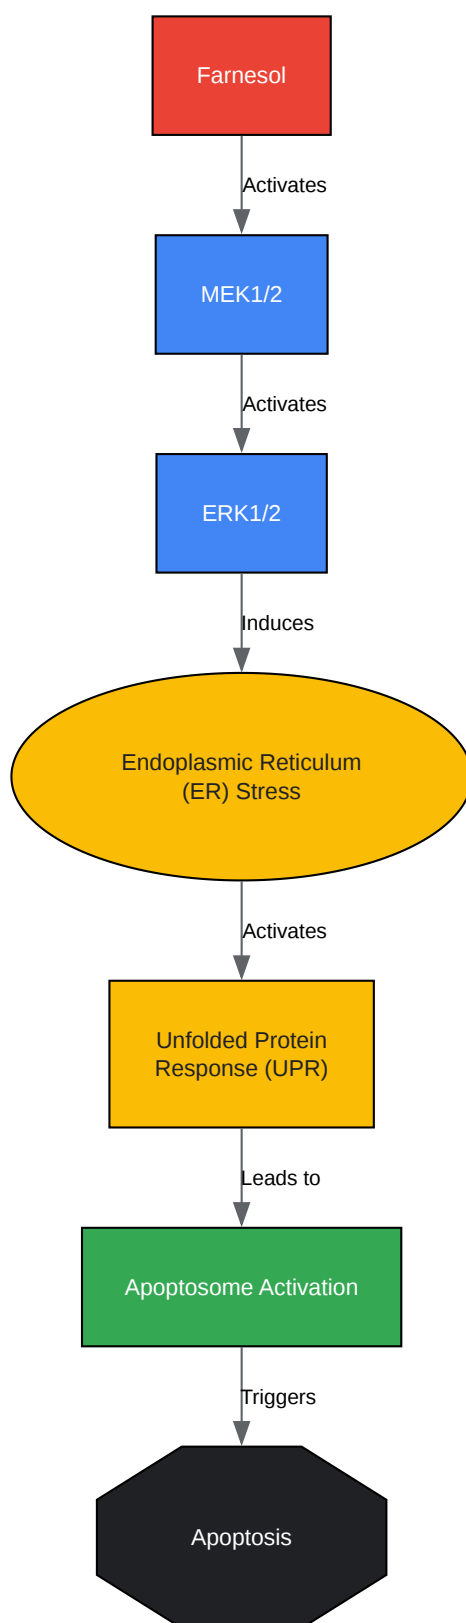 Farnesol
Activates
MEK1/2
Activates
ERK1/2
Induces
Endoplasmic Reticulum
(ER) Stress
Activates
Unfolded Protein
Response (UPR)
Leads to
Apoptosome Activation
Triggers
Apoptosis